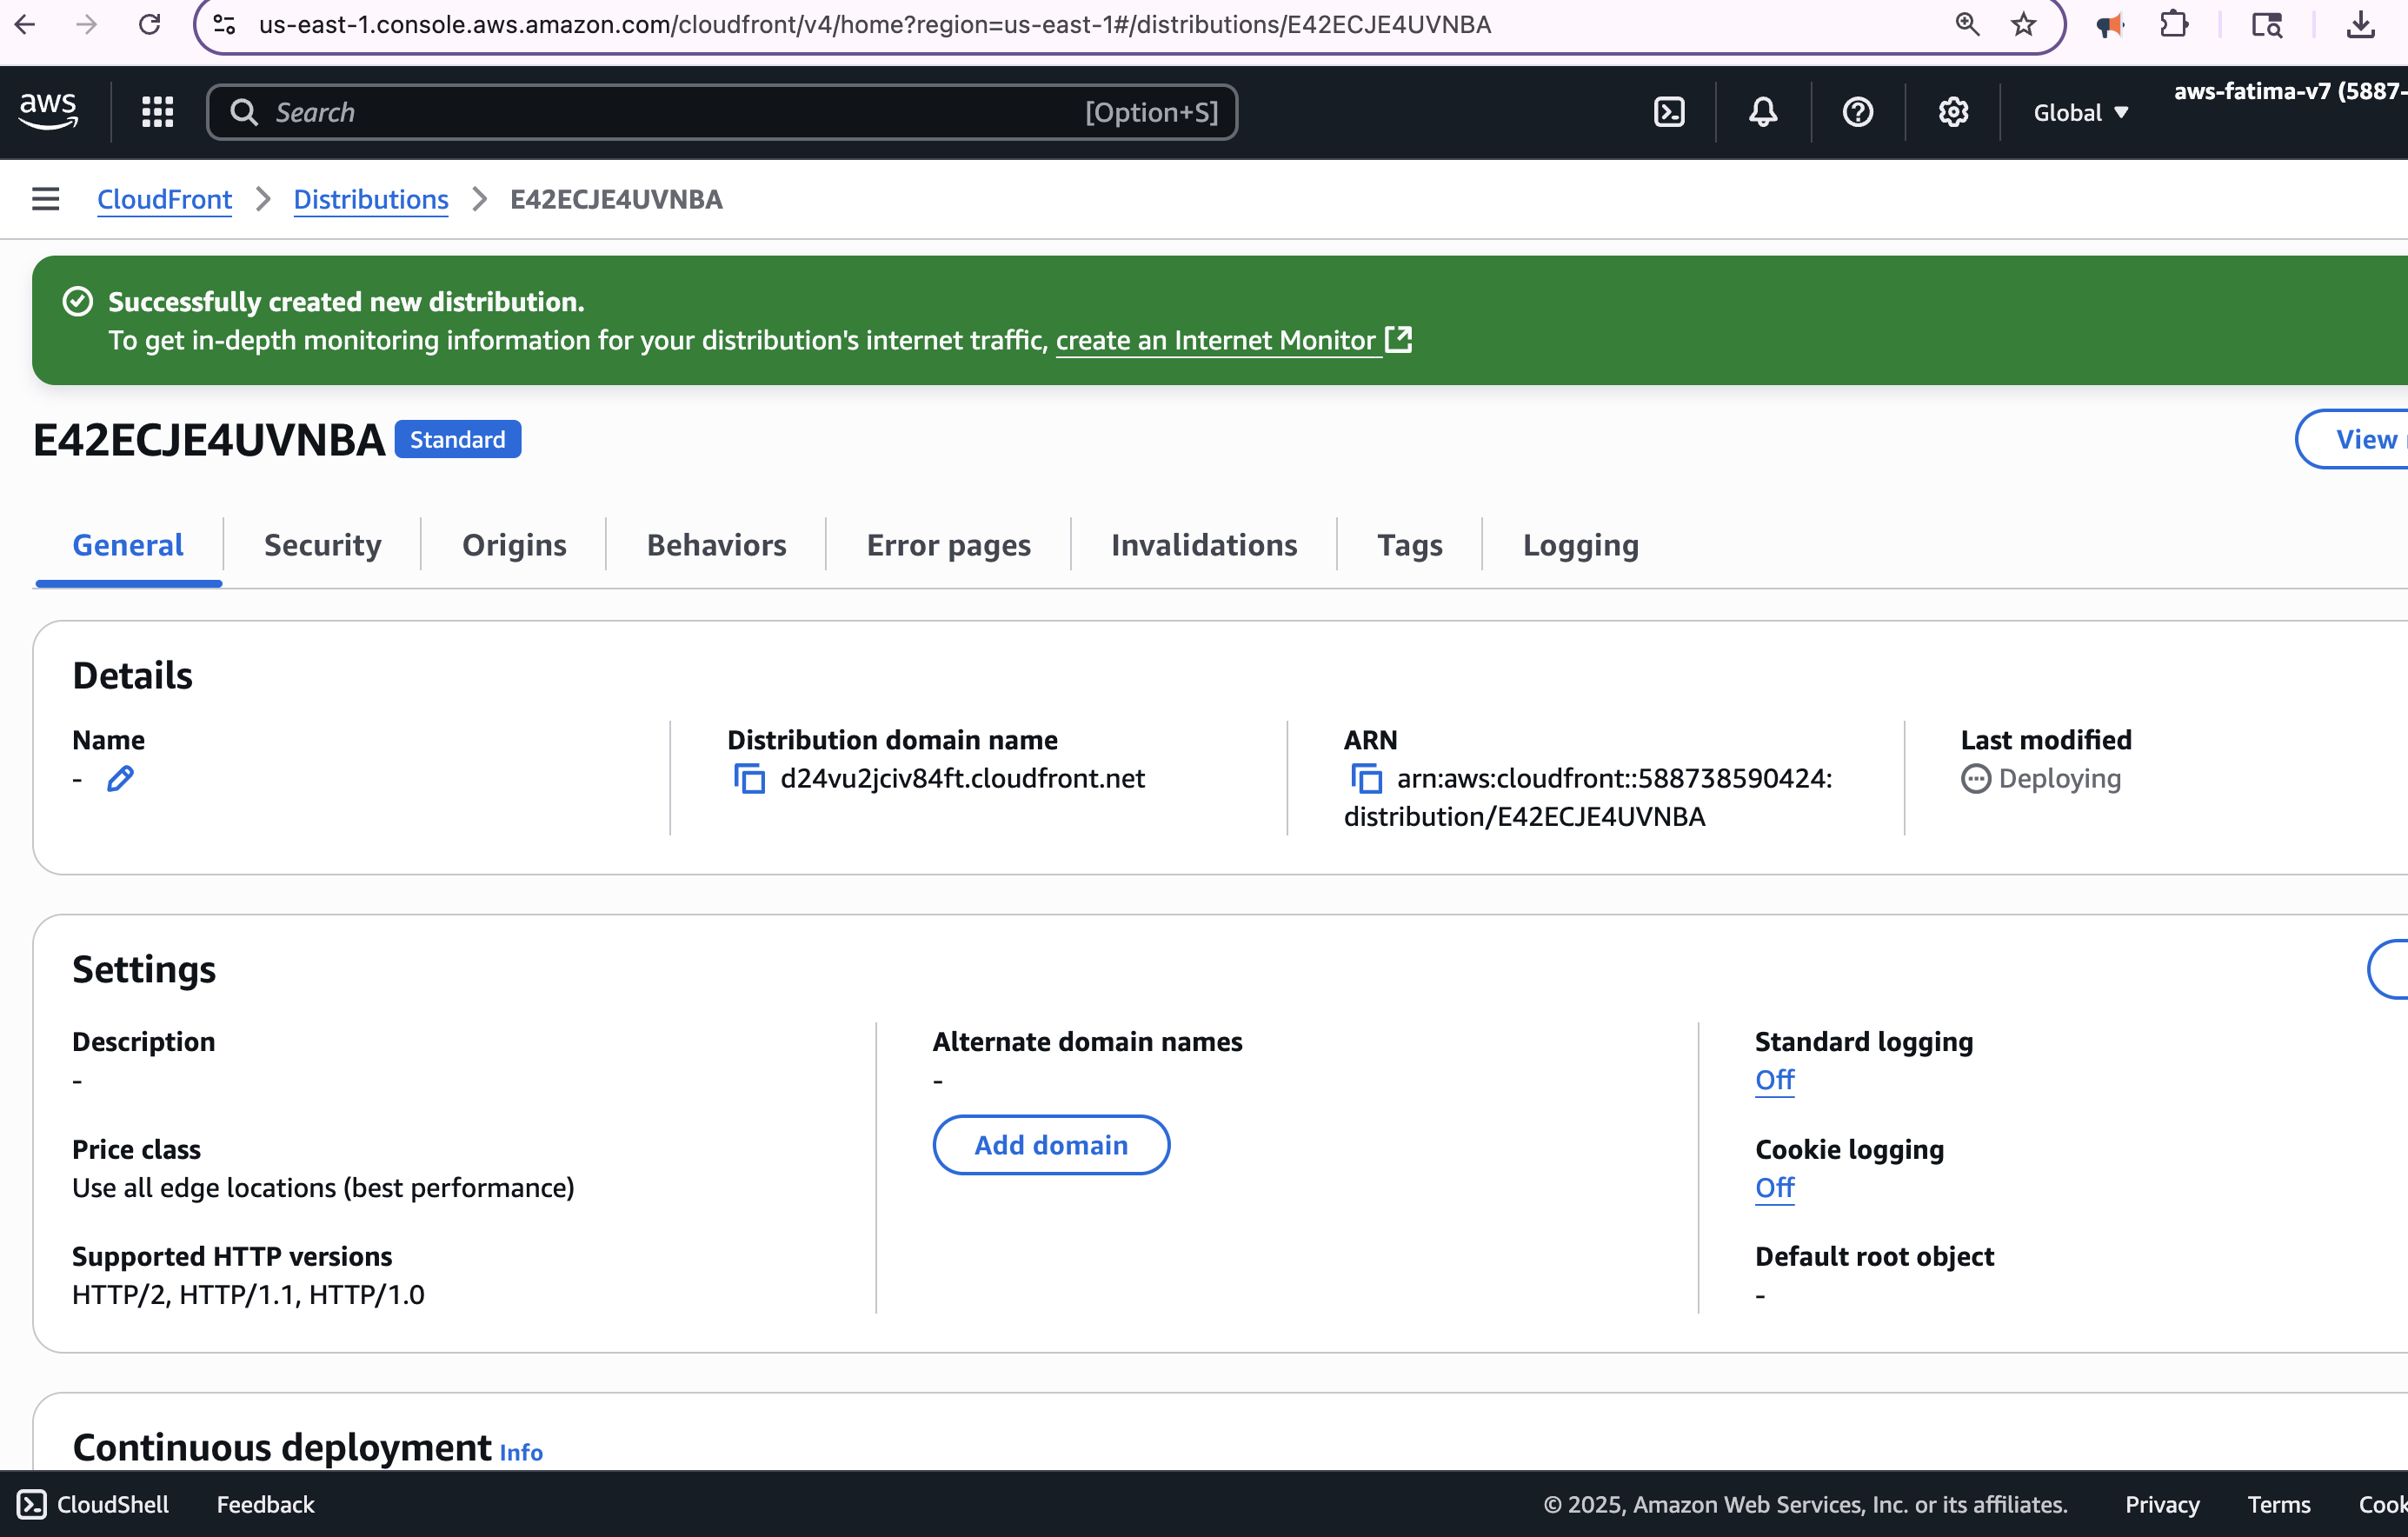 us-east-1.console.aws.amazon.com/cloudfront/v4/home?region=us-east-1#/distributions/E42ECJE4UVNBA
aws
Search [Option+S]
Global
aws-fatima-v7 (5887-
CloudFront > Distributions > E42ECJE4UVNBA
Successfully created new distribution.
To get in-depth monitoring information for your distribution's internet traffic, create an Internet Monitor
E42ECJE4UVNBA Standard
View
General Security Origins Behaviors Error pages Invalidations Tags Logging
Details
Name
-
Distribution domain name
d24vu2jciv84ft.cloudfront.net
ARN
arn:aws:cloudfront::588738590424:
distribution/E42ECJE4UVNBA
Last modified
Deploying
Settings
Description
-
Price class
Use all edge locations (best performance)
Supported HTTP versions
HTTP/2, HTTP/1.1, HTTP/1.0
Alternate domain names
-
Add domain
Standard logging
Off
Cookie logging
Off
Default root object
-
Continuous deployment Info
CloudShell Feedback © 2025, Amazon Web Services, Inc. or its affiliates. Privacy Terms Cook